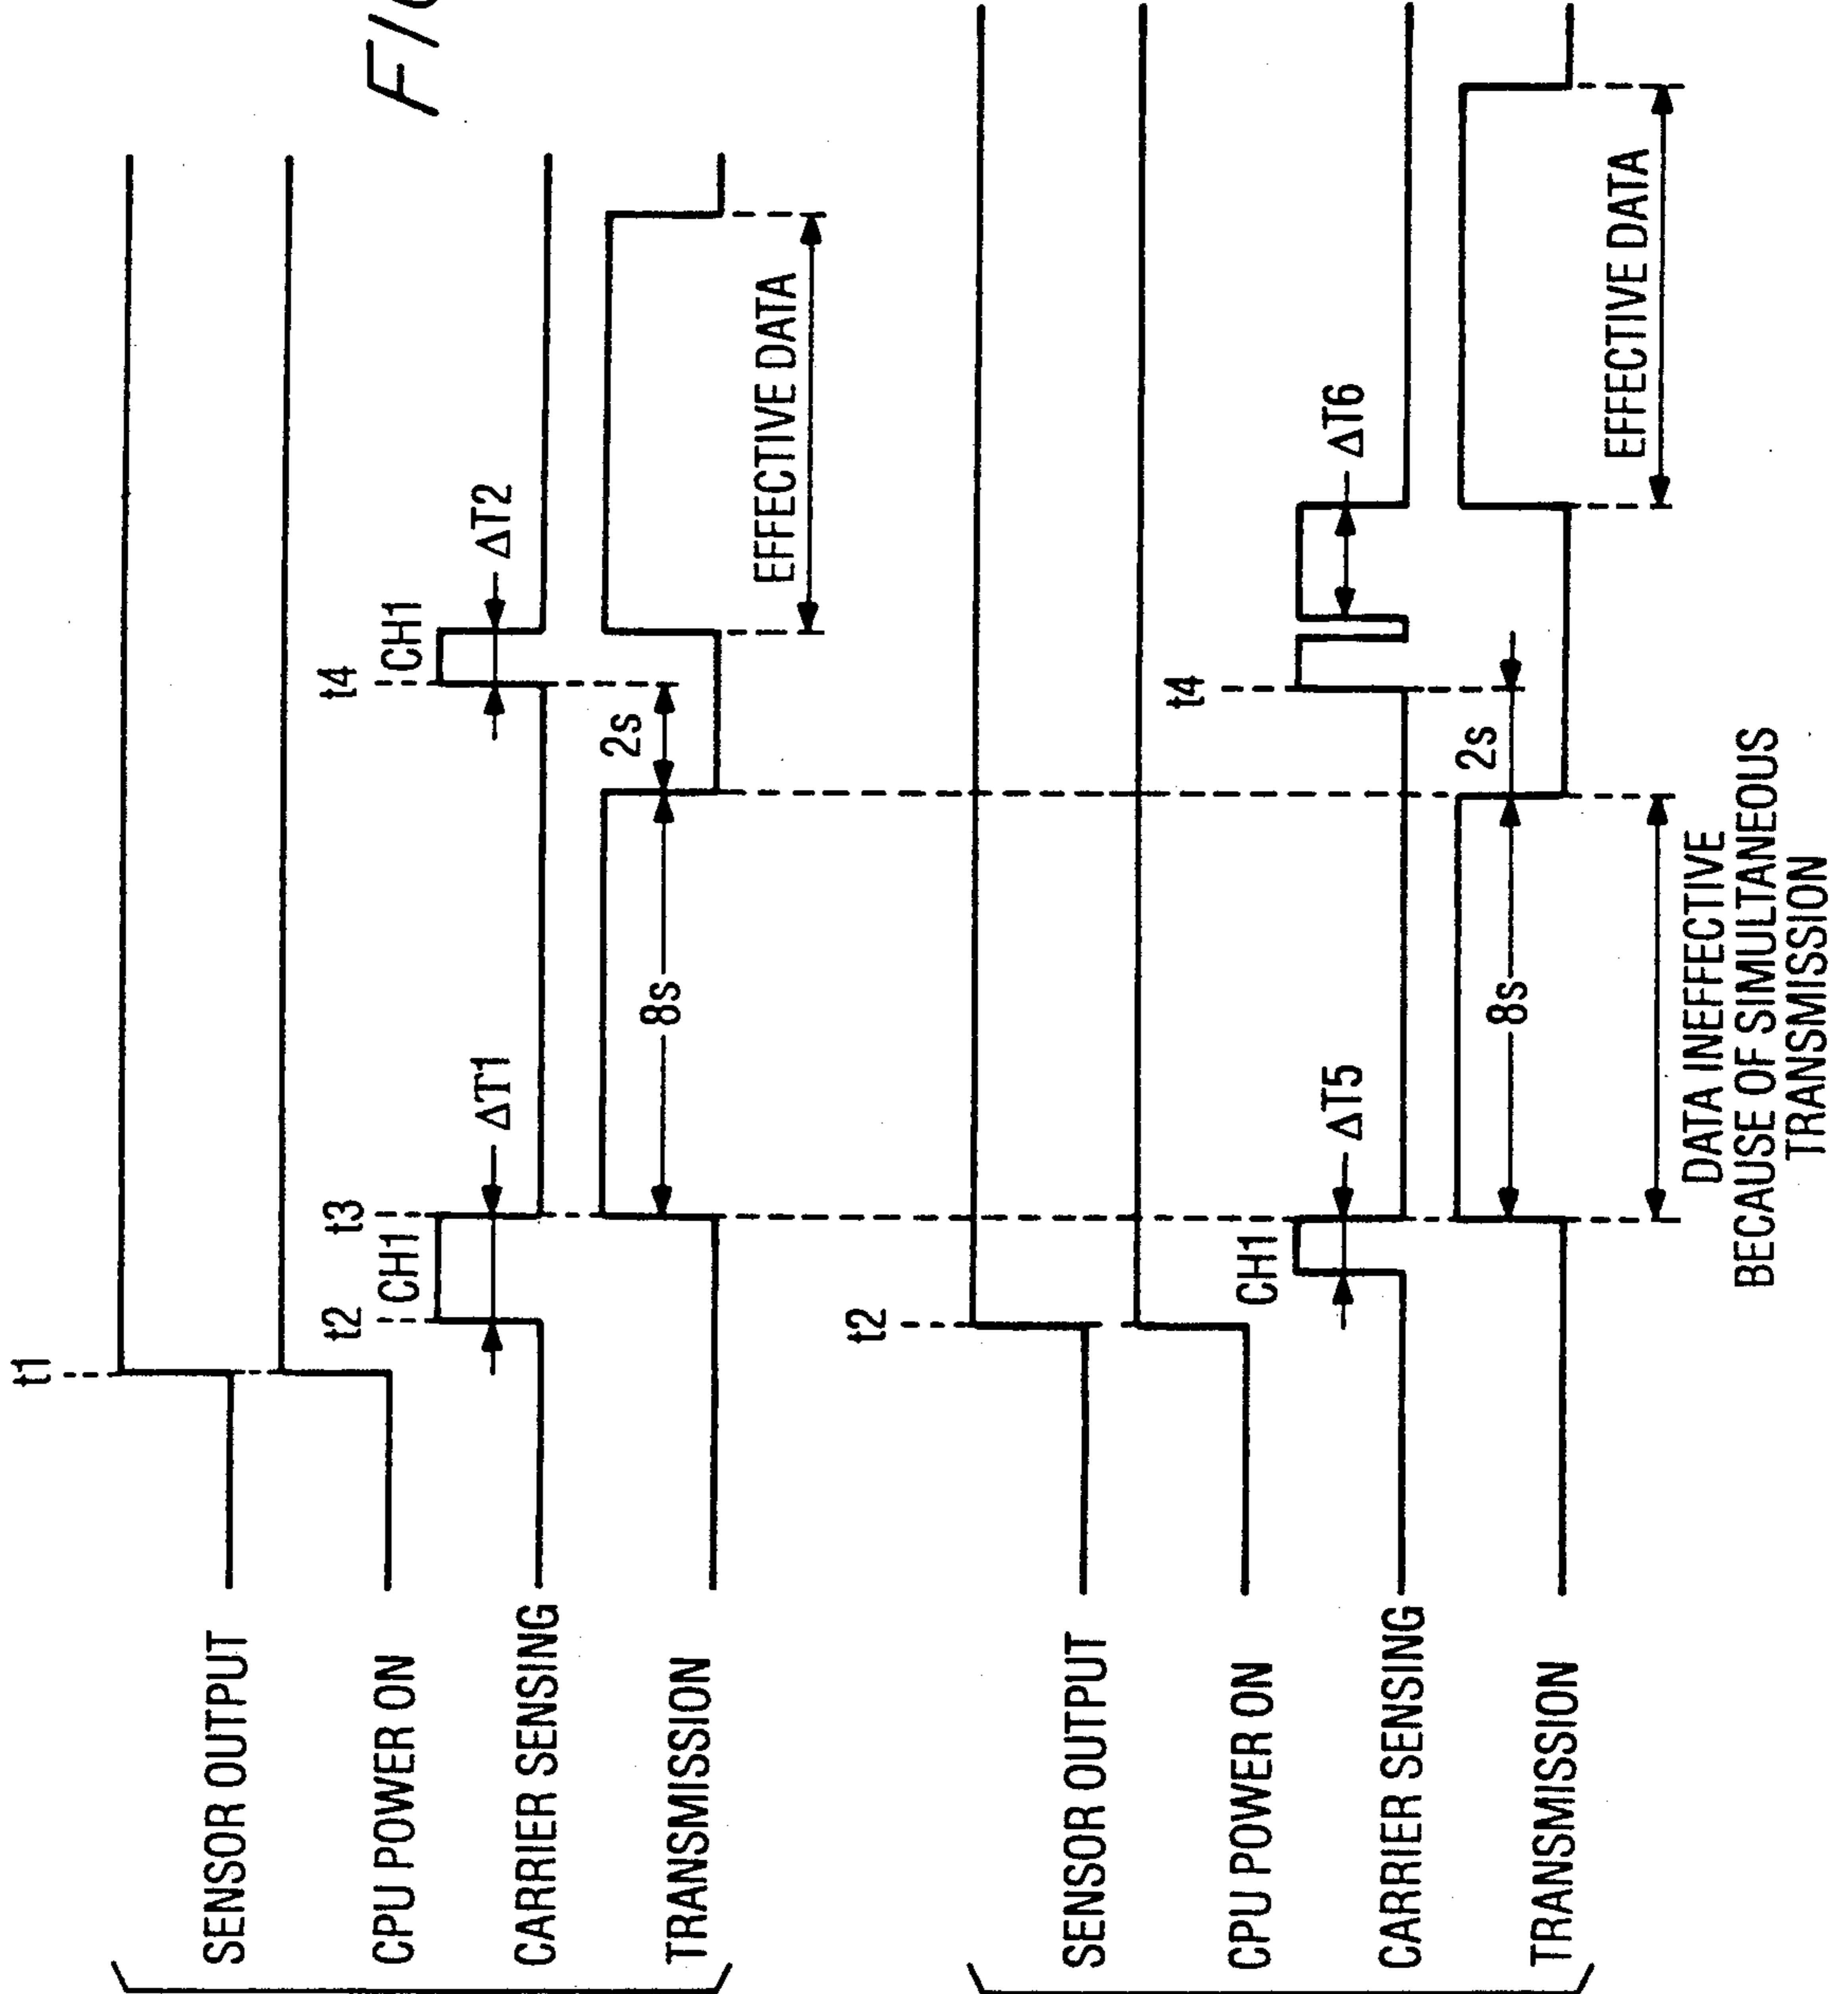 FIG
t1
SENSOR OUTPUT
CPU POWER ON
t2
t3
t4
CH1
CH1
CARRIER SENSING
ΔT1
ΔT2
TRANSMISSION
8s
2s
EFFECTIVE DATA
t2
SENSOR OUTPUT
CPU POWER ON
t4
CH1
CARRIER SENSING
ΔT5
ΔT6
TRANSMISSION
8s
2s
EFFECTIVE DATA
DATA INEFFECTIVE
BECAUSE OF SIMULTANEOUS
TRANSMISSION